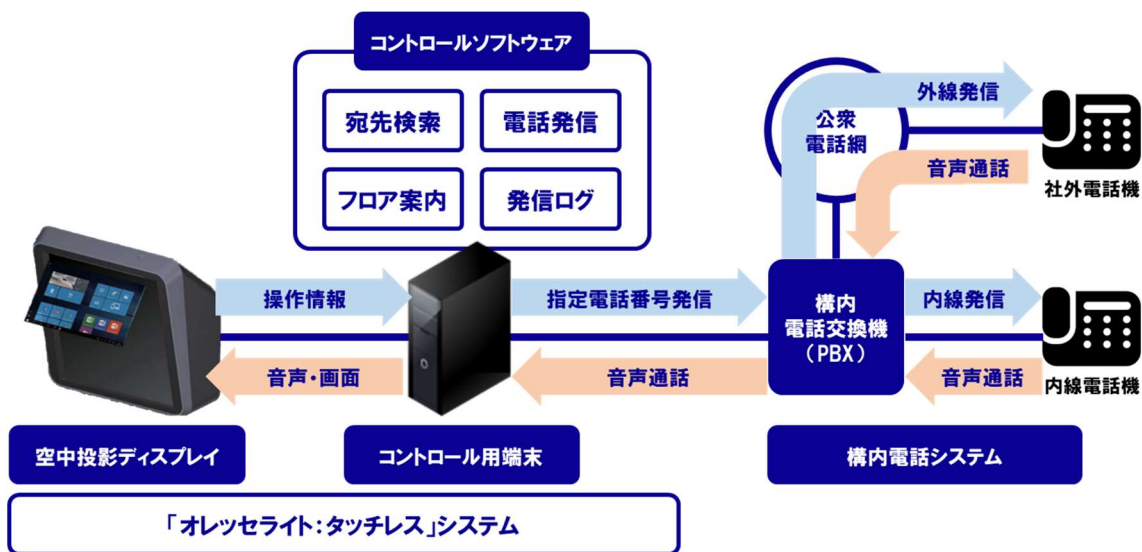 コントロールソフトウェア
宛先検索
電話発信
フロア案内
発信ログ
公衆
電話網
外線発信
音声通話
社外電話機
操作情報
指定電話番号発信
構内
電話交換機
（PBX）
内線発信
音声・画面
音声通話
音声通話
内線電話機
空中投影ディスプレイ
コントロール用端末
構内電話システム
「オレッセライト：タッチレス」システム